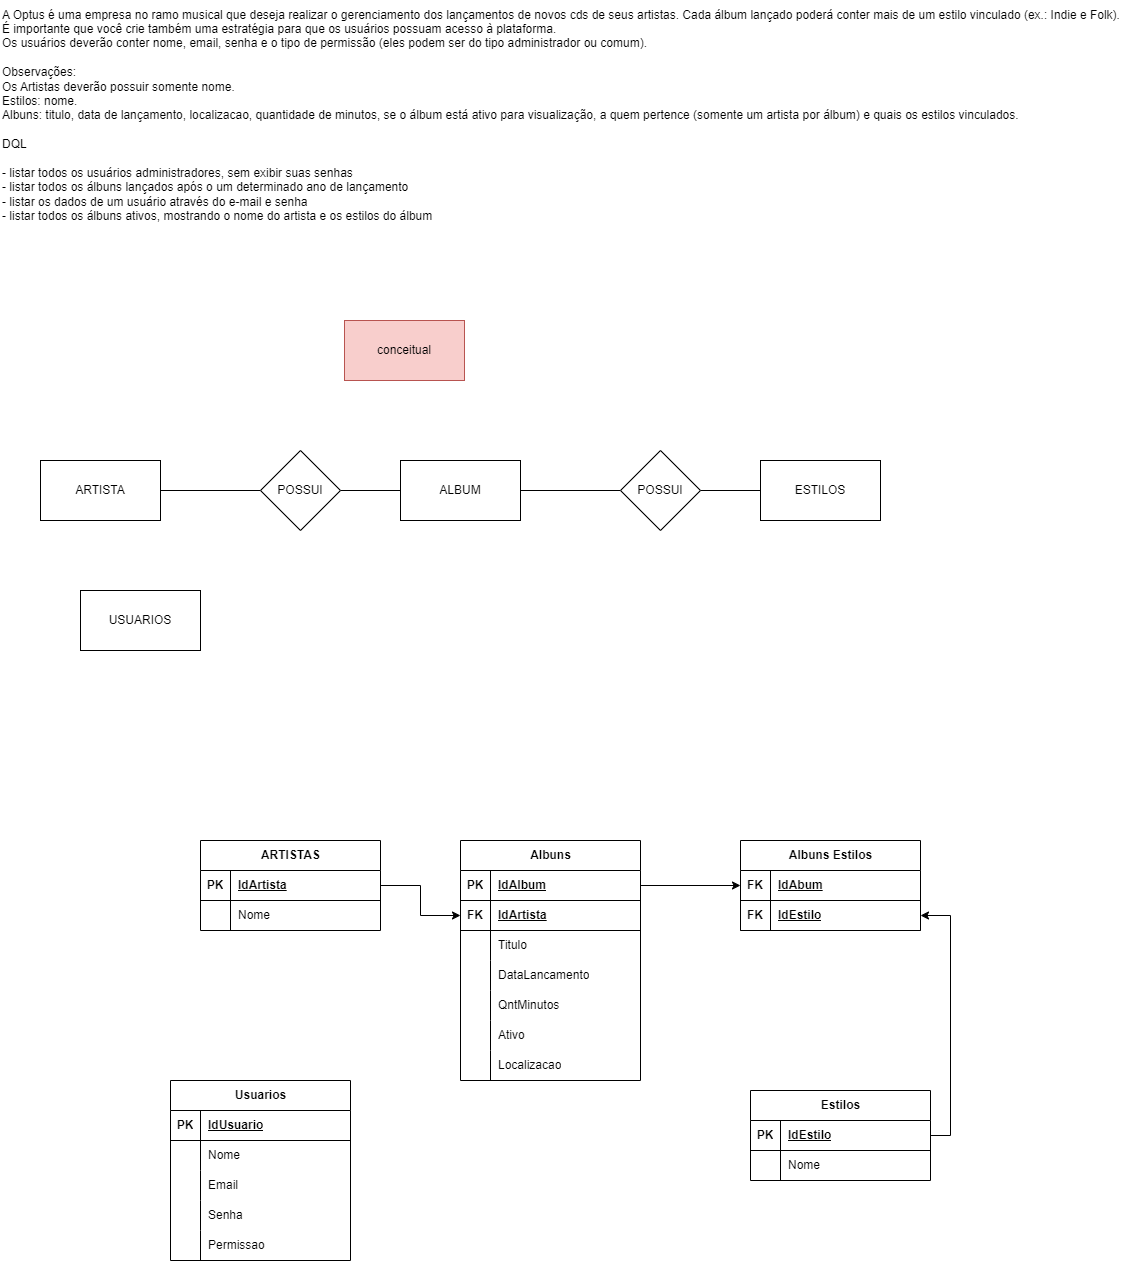 A Optus é uma empresa no ramo musical que deseja realizar o gerenciamento dos lançamentos de novos cds de seus artistas. Cada álbum lançado poderá conter mais de um estilo vinculado (ex.: Indie e Folk).
É importante que você crie também uma estratégia para que os usuários possuam acesso à plataforma.
Os usuários deverão conter nome, email, senha e o tipo de permissão (eles podem ser do tipo administrador ou comum).
Observações:
Os Artistas deverão possuir somente nome.
Estilos: nome.
Albuns: titulo, data de lançamento, localizacao, quantidade de minutos, se o álbum está ativo para visualização, a quem pertence (somente um artista por álbum) e quais os estilos vinculados.
DQL
- listar todos os usuários administradores, sem exibir suas senhas
- listar todos os álbuns lançados após o um determinado ano de lançamento
- listar os dados de um usuário através do e-mail e senha
- listar todos os álbuns ativos, mostrando o nome do artista e os estilos do álbum
conceitual
ARTISTA
POSSUI
ALBUM
POSSUI
ESTILOS
USUARIOS
ARTISTAS
PK IdArtista
Nome
Albuns
PK IdAlbum
FK IdArtista
Titulo
DataLancamento
QntMinutos
Ativo
Localizacao
Albuns Estilos
FK IdAbum
FK IdEstilo
Usuarios
PK IdUsuario
Nome
Email
Senha
Permissao
Estilos
PK IdEstilo
Nome